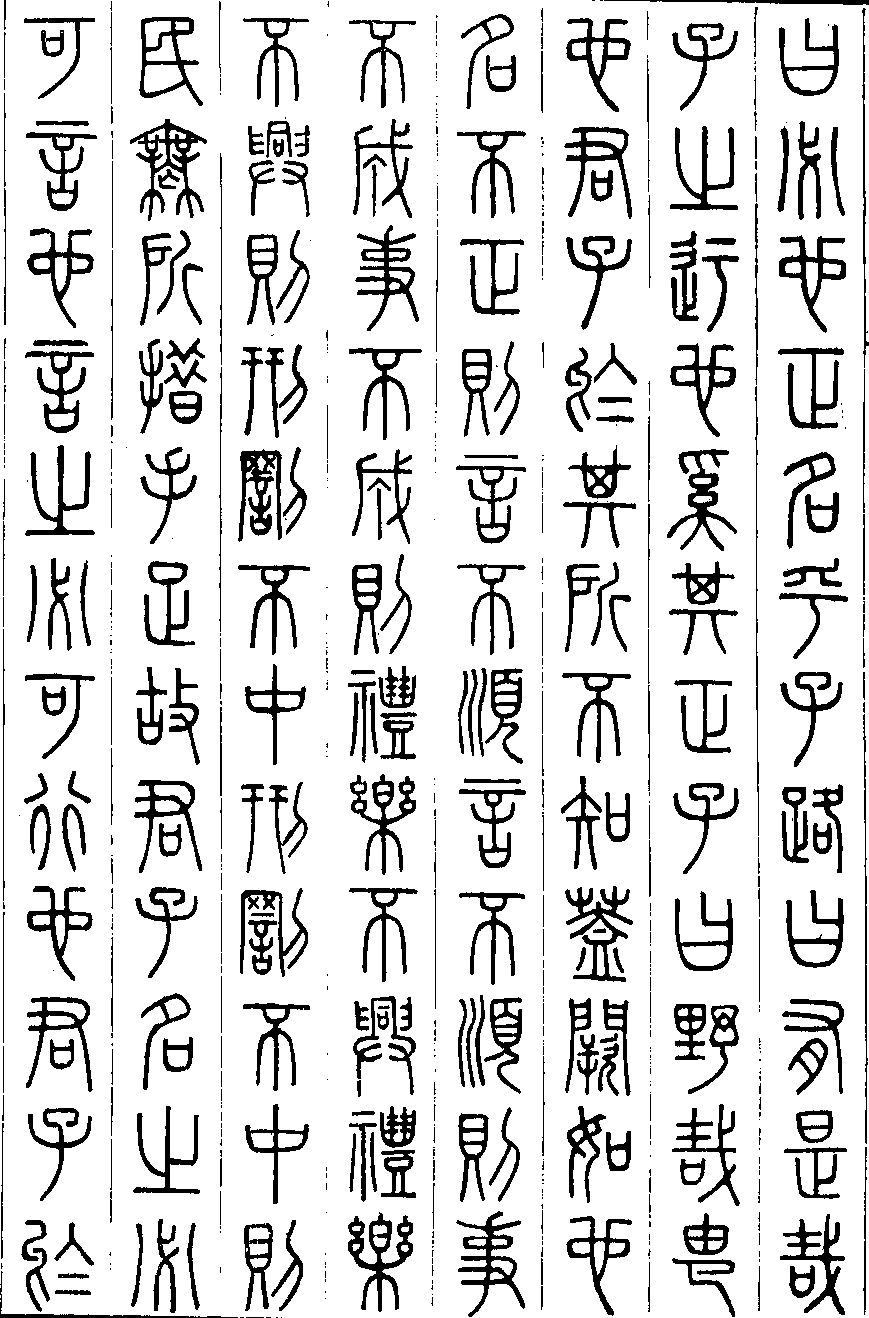 曰必也正名乎子路曰有是哉
子之迂也奚其正子曰野哉由
也君子於其所不知蓋闕如也
名不正則言不順言不順則事
不成事不成則禮樂不興禮樂
不興則刑罰不中刑罰不中則
民無所措手足故君子名之必
可言也言之必可行也君子於